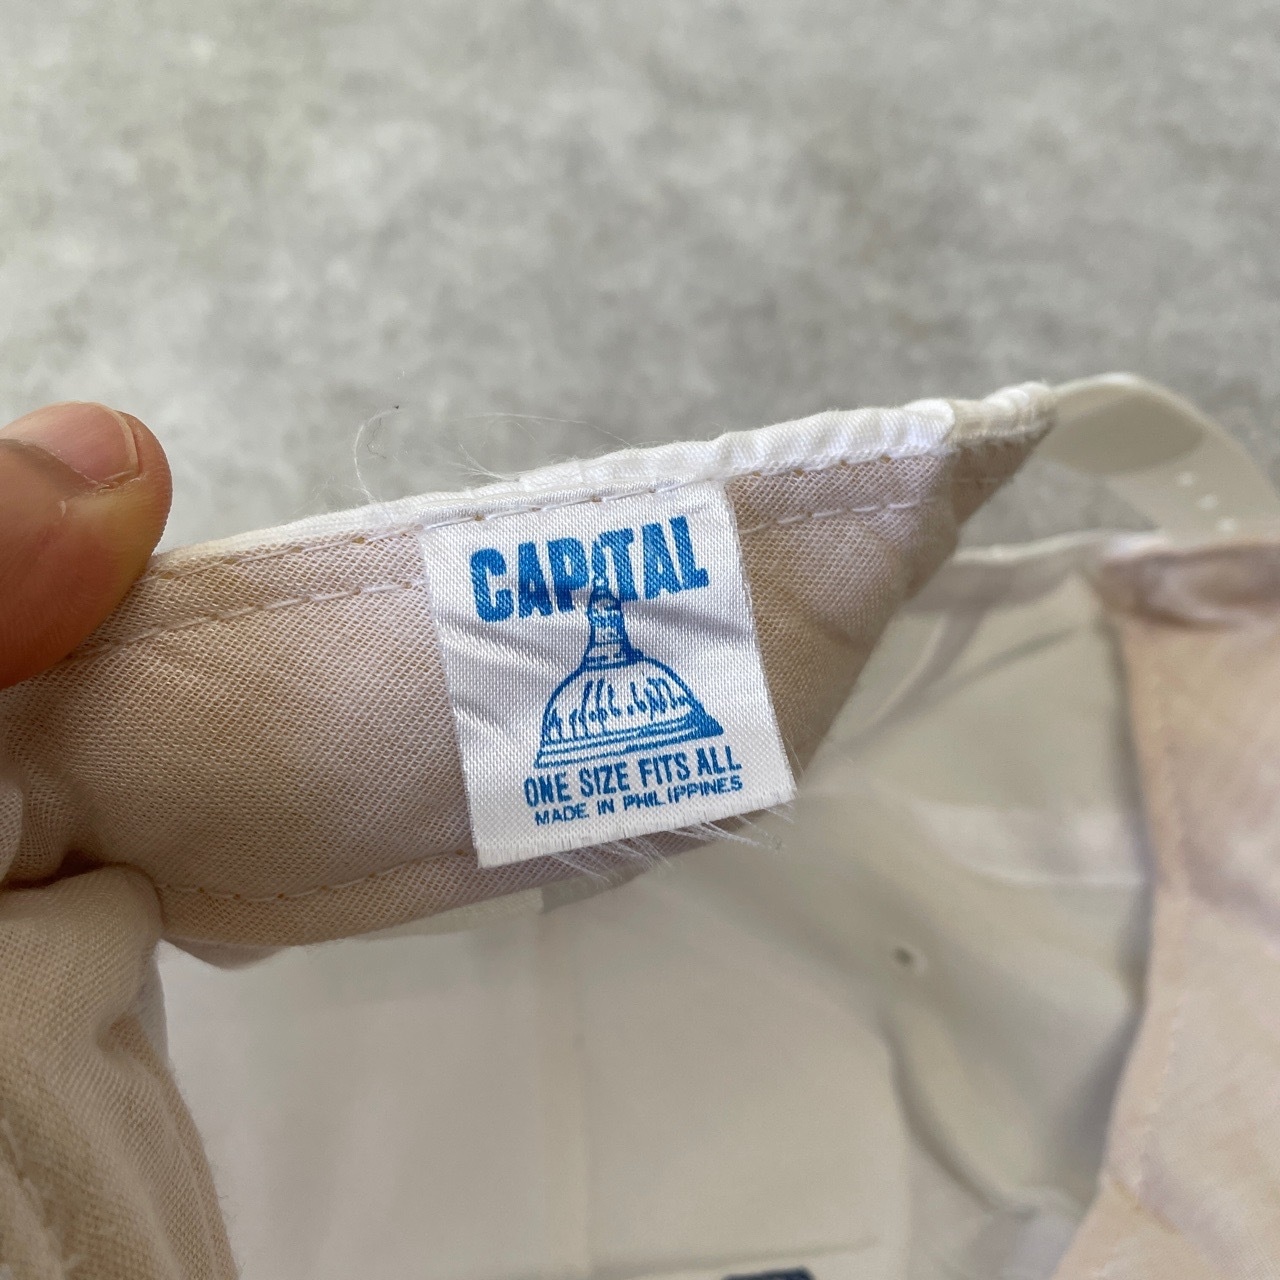 CAPITAL
ONE SIZE FITS ALL
MADE IN PHILIPPINES